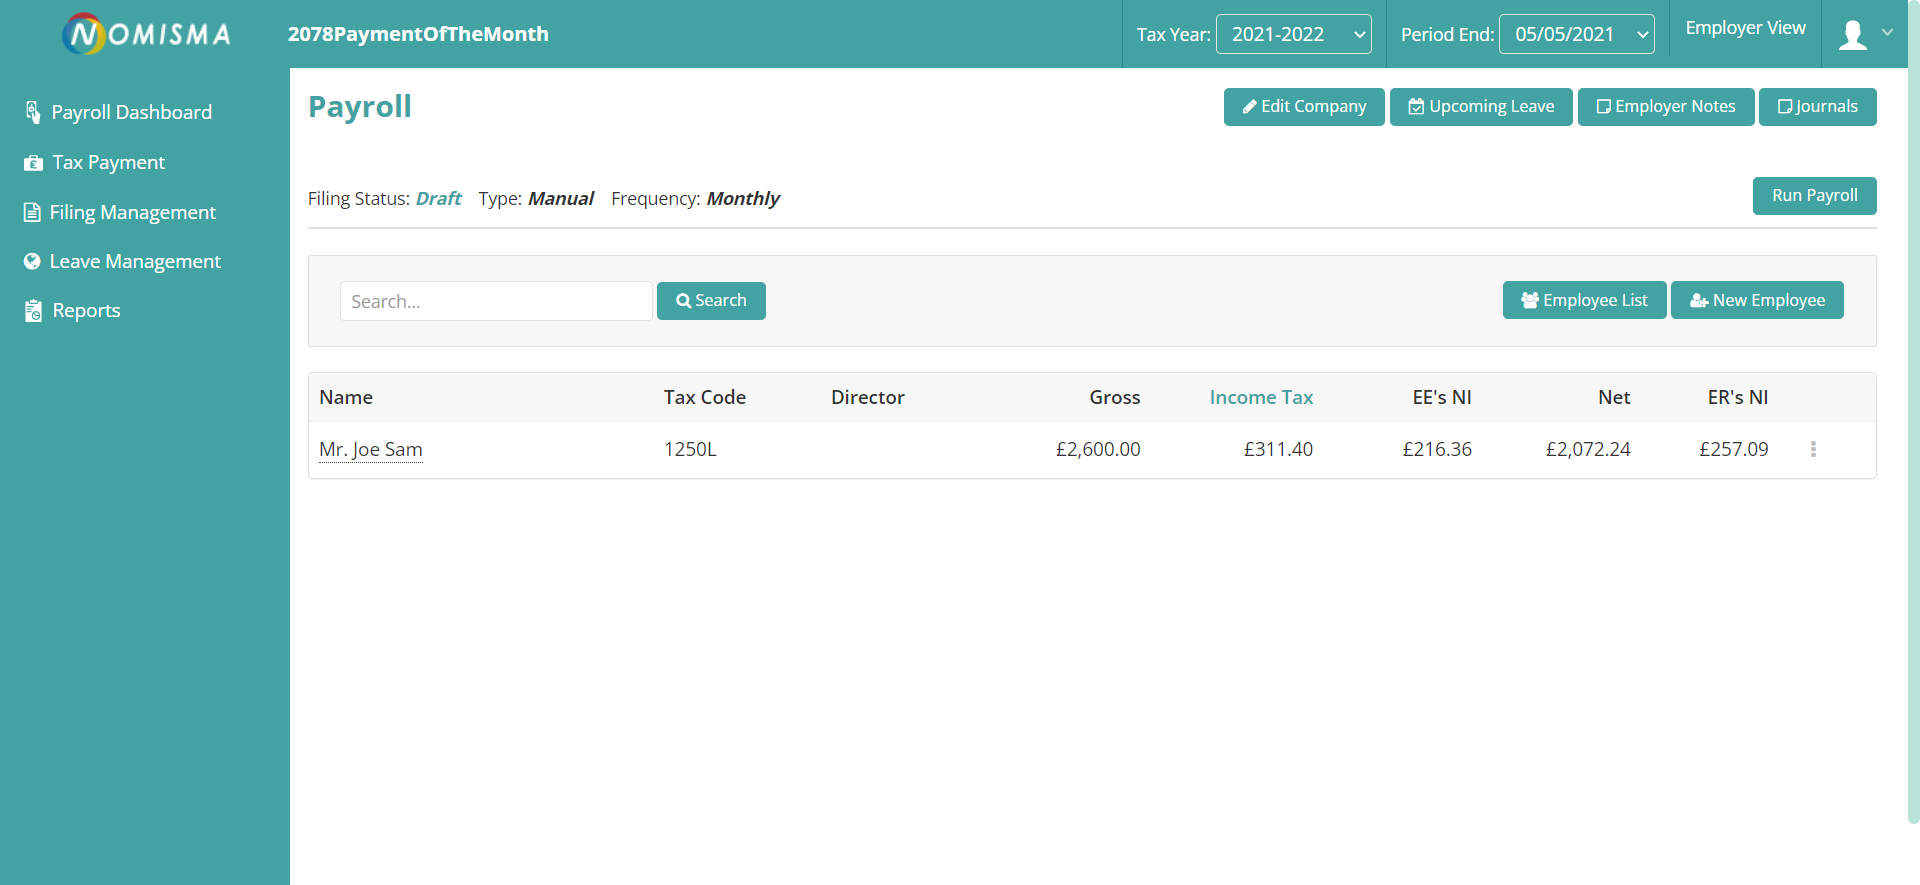 NOMISMA
2078PaymentOfTheMonth
Tax Year: 2021-2022
Period End: 05/05/2021
Employer View
Payroll Dashboard
Tax Payment
Filing Management
Leave Management
Reports
Payroll
Edit Company
Upcoming Leave
Employer Notes
Journals
Filing Status: Draft Type: Manual Frequency: Monthly
Run Payroll
Search...
Search
Employee List
New Employee
Name Tax Code Director Gross Income Tax EE's NI Net ER's NI
Mr. Joe Sam 1250L £2,600.00 £311.40 £216.36 £2,072.24 £257.09